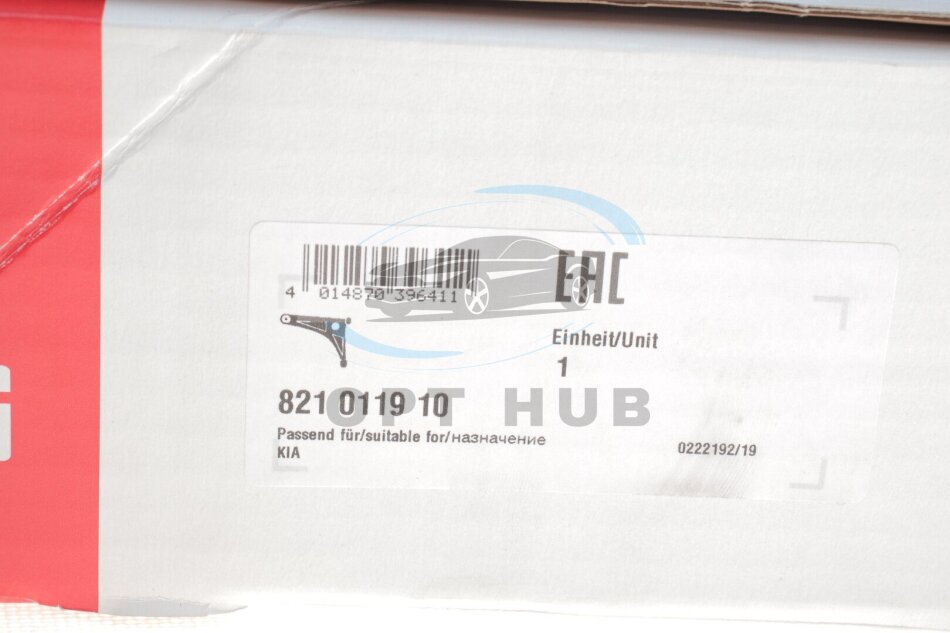 4 014870 396411
EAC
Einheit/Unit
1
821 0119 10
OPT HUB
Passend für/suitable for/назначение
KIA
0222192/19